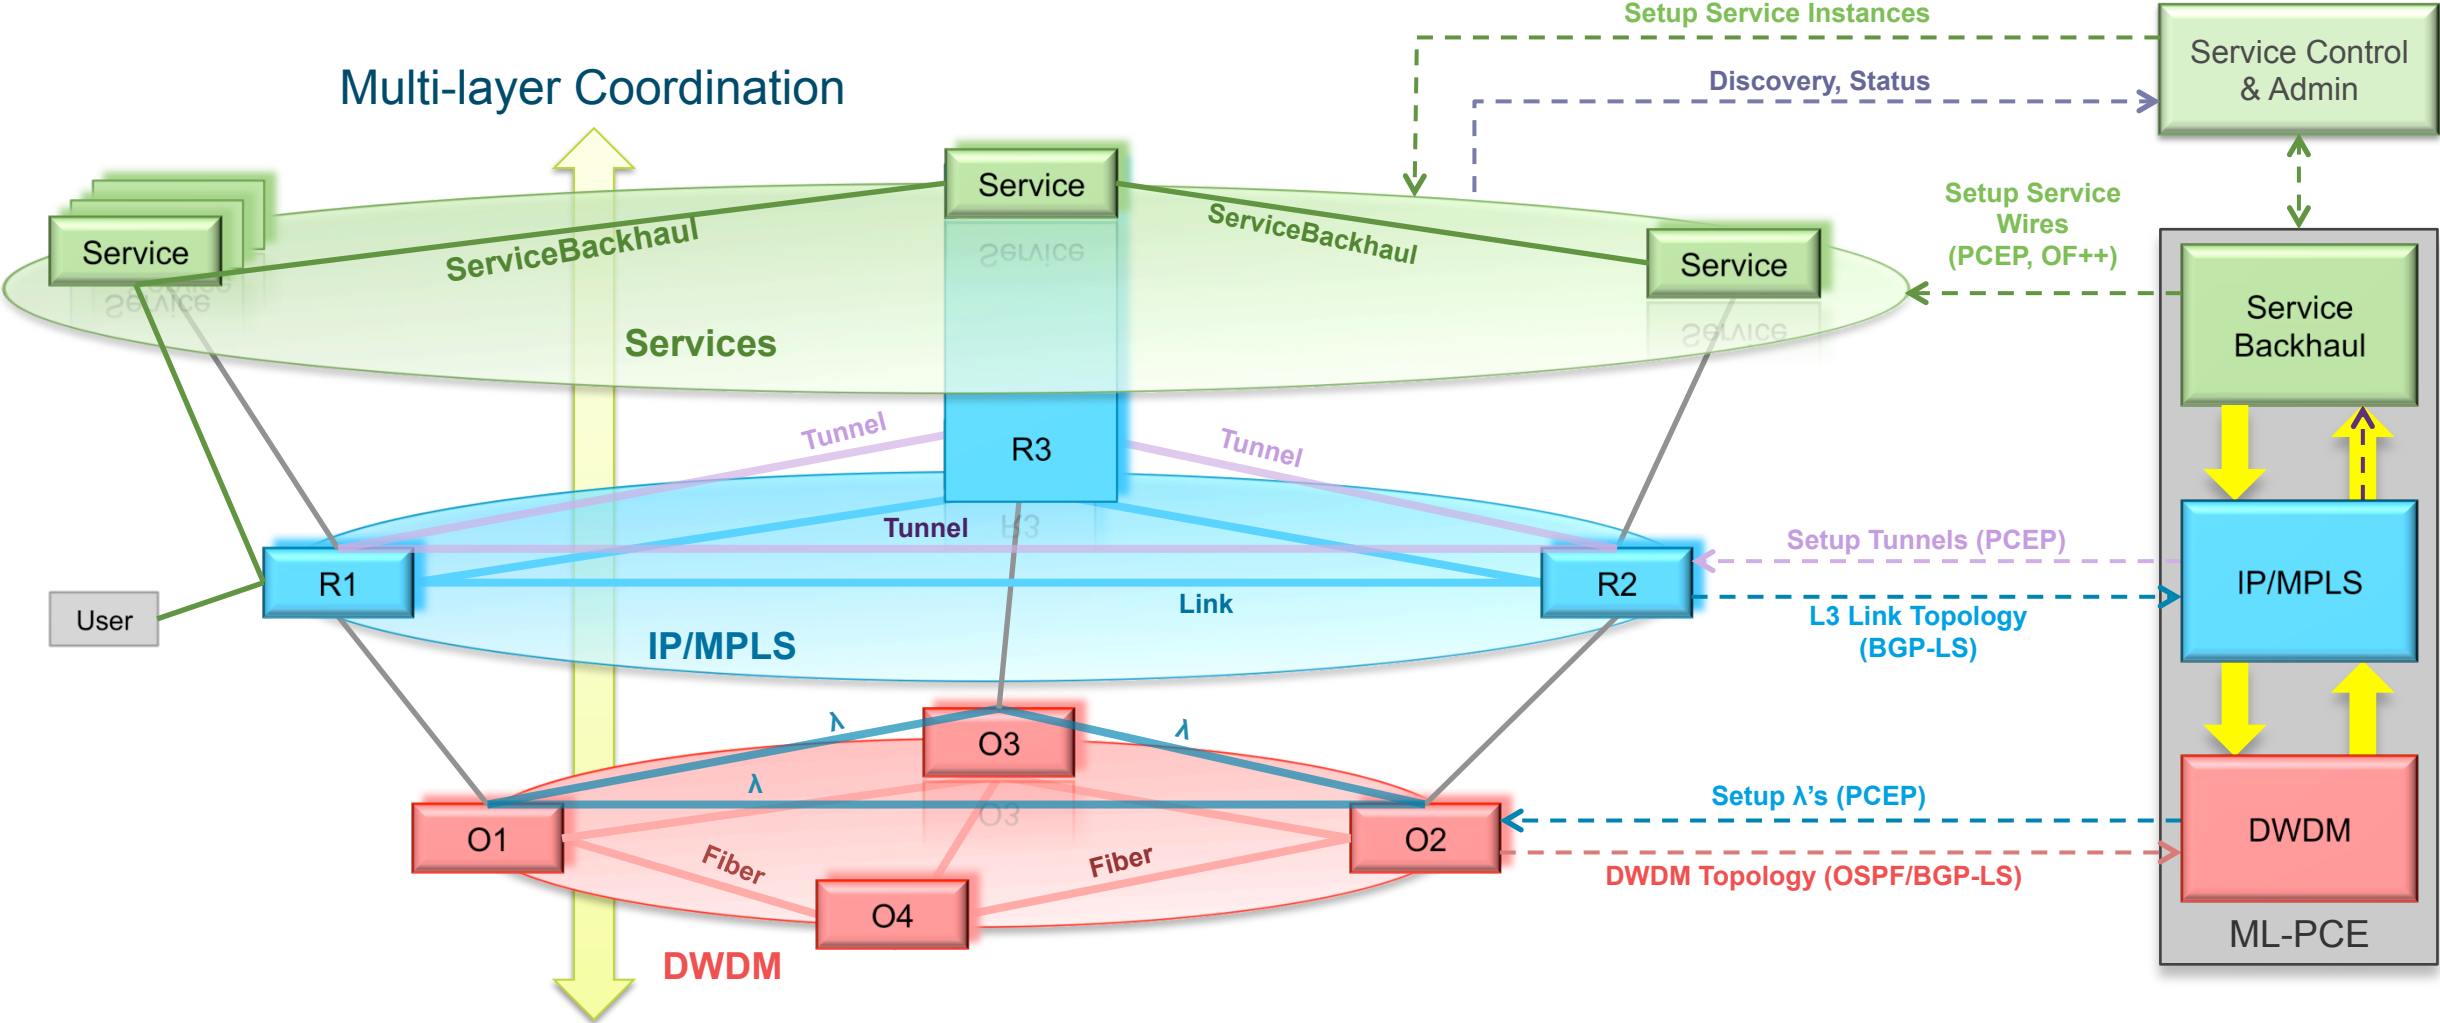 Setup Service Instances
Service Control
& Admin
Multi-layer Coordination
Discovery, Status
Service
Service
Service
ServiceBackhaul
ServiceBackhaul
Setup Service
Wires
(PCEP, OF++)
Service
Backhaul
Services
Tunnel
Tunnel
R3
Tunnel
Setup Tunnels (PCEP)
R1
R2
IP/MPLS
Link
User
L3 Link Topology
(BGP-LS)
IP/MPLS
λ
λ
O3
λ
Setup λ's (PCEP)
O1
O2
DWDM
Fiber
Fiber
DWDM Topology (OSPF/BGP-LS)
O4
ML-PCE
DWDM